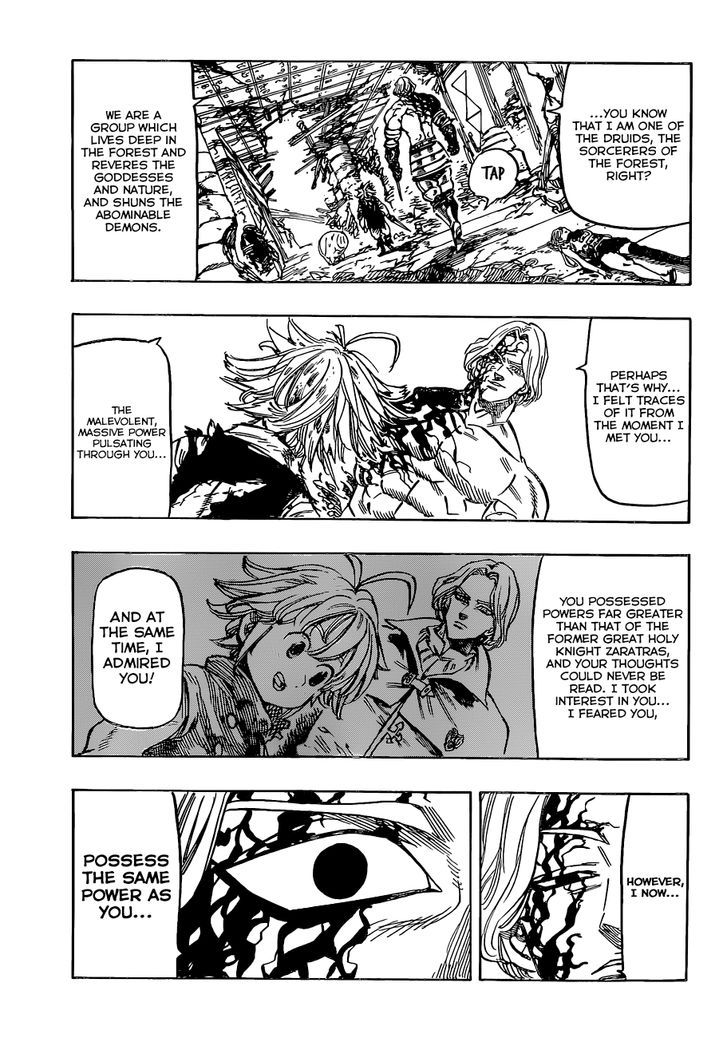 ...YOU KNOW
THAT I AM ONE OF
THE DRUIDS, THE
SORCERERS
OF THE FOREST,
RIGHT?
TAP
WE ARE A
GROUP WHICH
LIVES DEEP IN
THE FOREST AND
REVERES THE
GODDESSES
AND NATURE,
AND SHUNS THE
ABOMINABLE
DEMONS.
PERHAPS
THAT'S WHY...
I FELT TRACES
OF IT FROM
THE MOMENT I
MET YOU...
THE
MALEVOLENT,
MASSIVE POWER
PULSATING
THROUGH YOU...
YOU POSSESSED
POWERS FAR GREATER
THAN THAT OF THE
FORMER GREAT HOLY
KNIGHT ZARATRAS,
AND YOUR THOUGHTS
COULD NEVER BE
READ. I TOOK
INTEREST IN YOU...
I FEARED YOU,
AND AT
THE SAME
TIME, I
ADMIRED
YOU!
HOWEVER,
I NOW...
POSSESS
THE SAME
POWER AS
YOU...